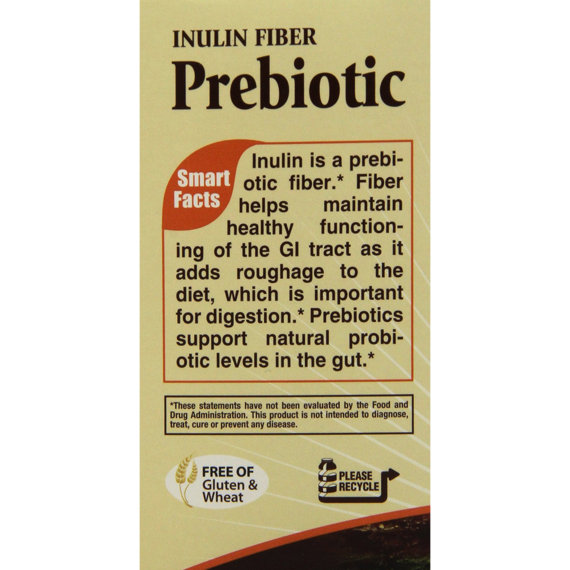 INULIN FIBER
Prebiotic
Smart
Facts
Inulin is a prebi-
otic fiber.* Fiber
helps maintain
healthy function-
ing of the GI tract as it
adds roughage to the
diet, which is important
for digestion.* Prebiotics
support natural probi-
otic levels in the gut.*
*These statements have not been evaluated by the Food and
Drug Administration. This product is not intended to diagnose,
treat, cure or prevent any disease.
FREE OF
Gluten &
Wheat
PLEASE
RECYCLE